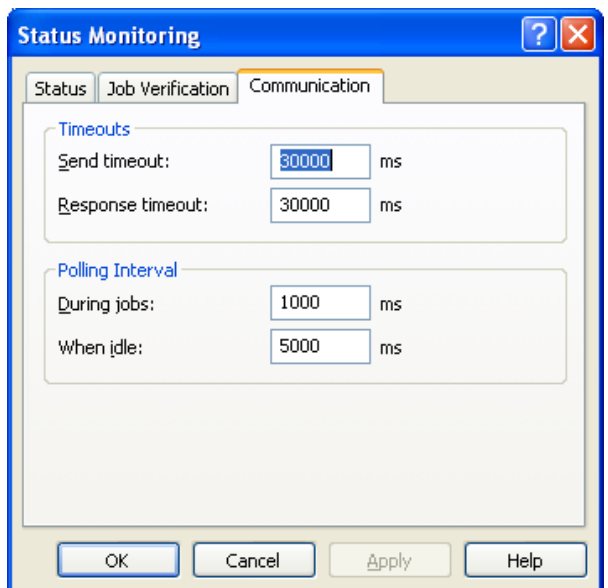 Status Monitoring
Status Job Verification Communication
Timeouts
Send timeout: 30000 ms
Response timeout: 30000 ms
Polling Interval
During jobs: 1000 ms
When idle: 5000 ms
OK Cancel Apply Help